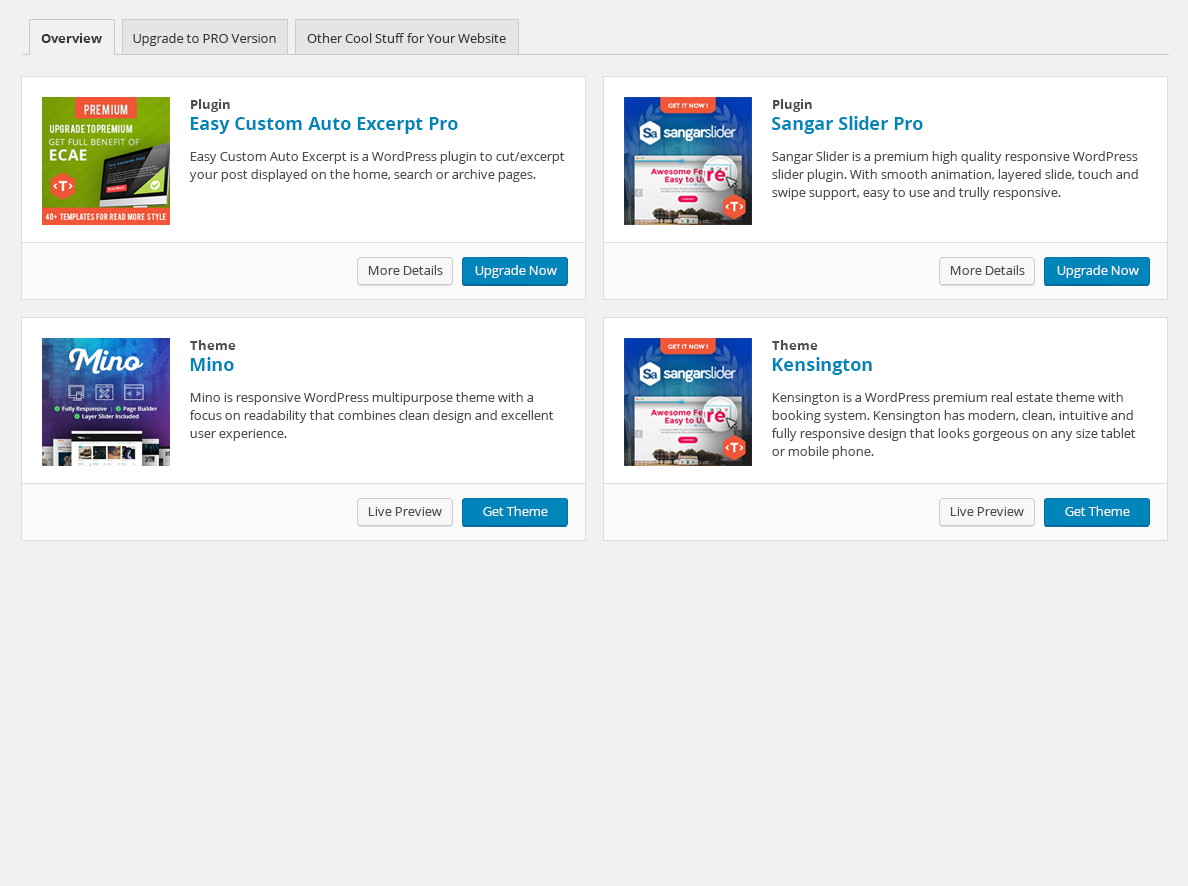 Overview
Upgrade to PRO Version
Other Cool Stuff for Your Website
PREMIUM
UPGRADE TO PREMIUM
GET FULL BENEFIT OF
ECAE
40+ TEMPLATES FOR READ MORE STYLE
Plugin
Easy Custom Auto Excerpt Pro
Easy Custom Auto Excerpt is a WordPress plugin to cut/excerpt
your post displayed on the home, search or archive pages.
More Details
Upgrade Now
GET IT NOW !
Sa sangarslider
Awesome Fe
Easy to U
re
Plugin
Sangar Slider Pro
Sangar Slider is a premium high quality responsive WordPress
slider plugin. With smooth animation, layered slide, touch and
swipe support, easy to use and trully responsive.
More Details
Upgrade Now
Mino
Fully Responsive | Page Builder
Layer Slider Included
Theme
Mino
Mino is responsive WordPress multipurpose theme with a
focus on readability that combines clean design and excellent
user experience.
Live Preview
Get Theme
GET IT NOW !
Sa sangarslider
Awesome Fe
Easy to U
re
Theme
Kensington
Kensington is a WordPress premium real estate theme with
booking system. Kensington has modern, clean, intuitive and
fully responsive design that looks gorgeous on any size tablet
or mobile phone.
Live Preview
Get Theme